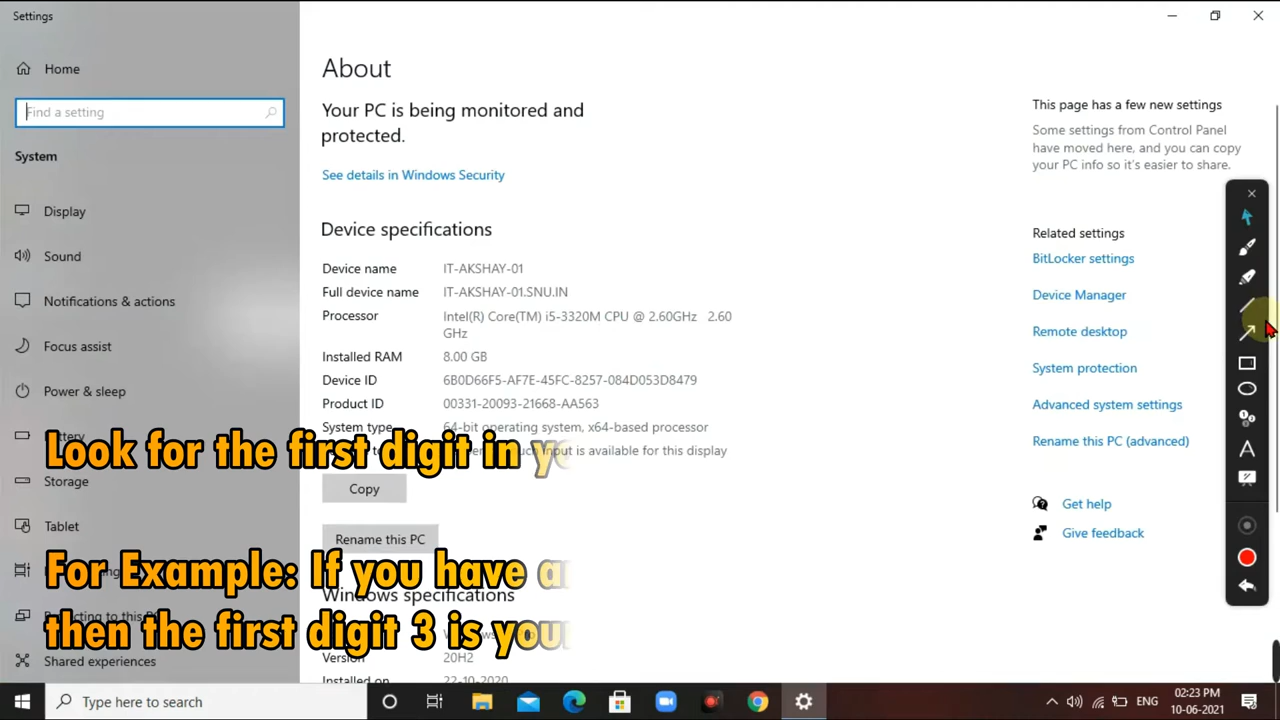 Settings
Home
Find a setting
System
Display
Sound
Notifications & actions
Focus assist
Power & sleep
Storage
Tablet
Shared experiences
About
Your PC is being monitored and
protected.
See details in Windows Security
Device specifications
Device name IT-AKSHAY-01
Full device name IT-AKSHAY-01.SNU.IN
Processor Intel(R) Core(TM) i5-3320M CPU @ 2.60GHz 2.60
GHz
Installed RAM 8.00 GB
Device ID 6B0D66F5-AF7E-45FC-8257-084D053D8479
Product ID 00331-20093-21668-AA563
System type 64-bit operating system, x64-based processor
input is available for this display
Copy
Rename this PC
Windows specifications
Version 20H2
Installed on 22-10-2020
Look for the first digit in
For Example: If you have
then the first digit 3 is your
This page has a few new settings
Some settings from Control Panel
have moved here, and you can copy
your PC info so it's easier to share.
Related settings
BitLocker settings
Device Manager
Remote desktop
System protection
Advanced system settings
Rename this PC (advanced)
Get help
Give feedback
Type here to search
ENG
02:23 PM
10-06-2021